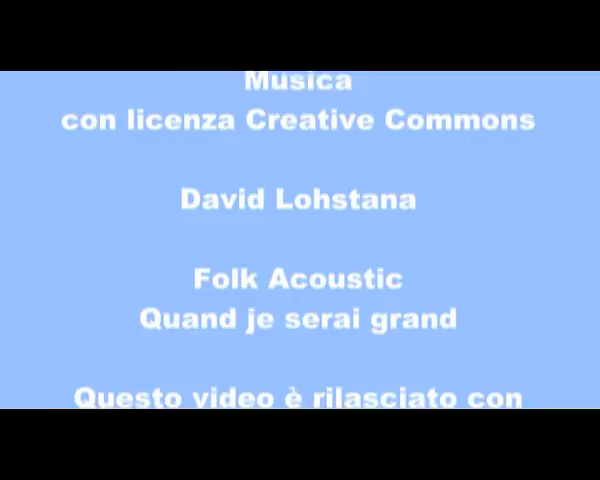 Musica
con licenza Creative Commons
David Lohstana
Folk Acoustic
Quand je serai grand
Questo video è rilasciato con